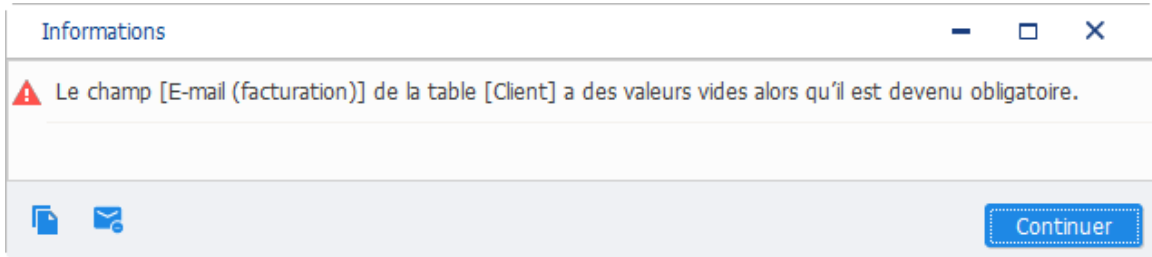 Informations
Le champ [E-mail (facturation)] de la table [Client] a des valeurs vides alors qu’il est devenu obligatoire.
Continuer